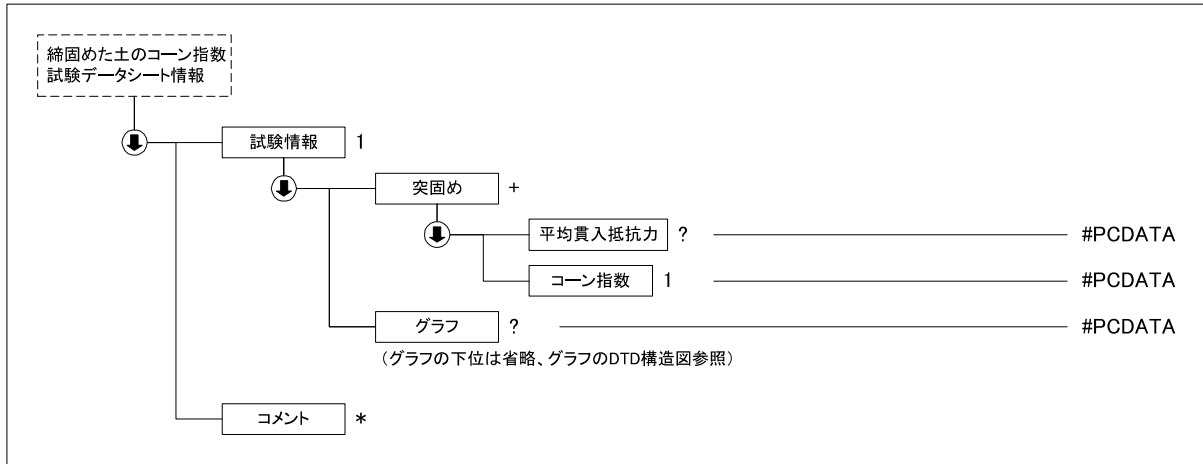 締固めた土のコーン指数
試験データシート情報
試験情報 1
突固め +
平均貫入抵抗力 ? #PCDATA
コーン指数 1 #PCDATA
グラフ ? #PCDATA
（グラフの下位は省略、グラフのDTD構造図参照）
コメント *